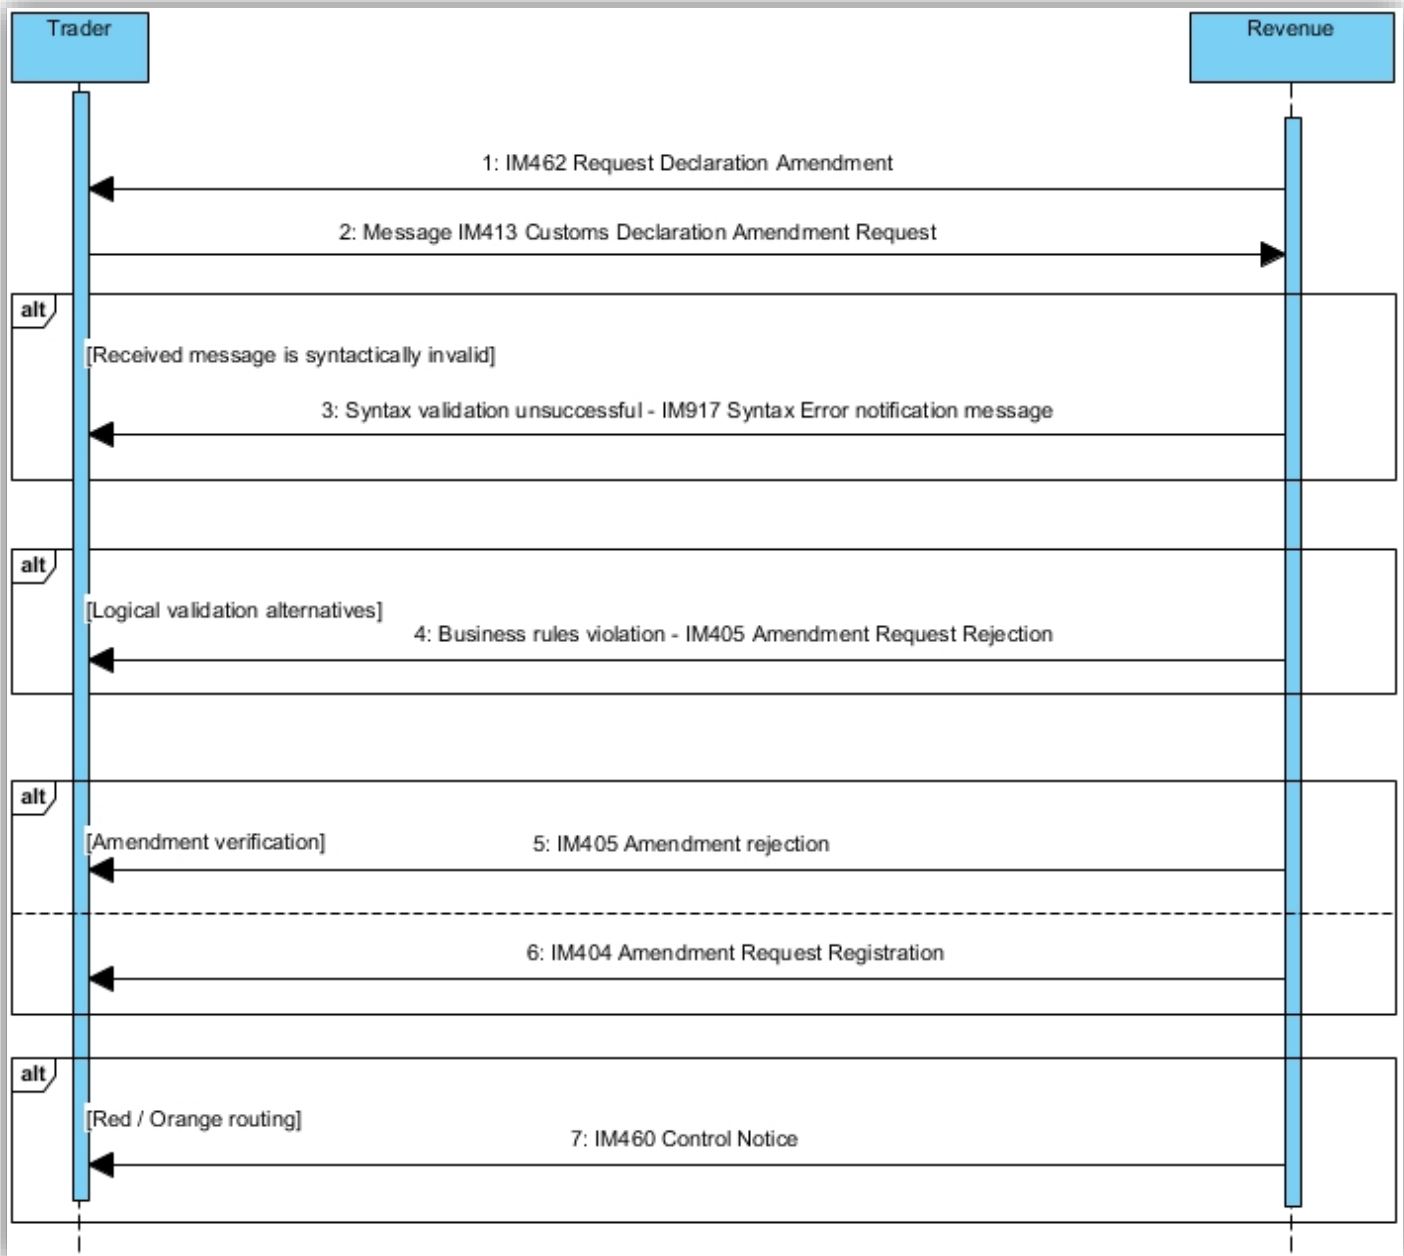 Trader
Revenue
1: IM462 Request Declaration Amendment
2: Message IM413 Customs Declaration Amendment Request
alt
[Received message is syntactically invalid]
3: Syntax validation unsuccessful - IM917 Syntax Error notification message
alt
[Logical validation alternatives]
4: Business rules violation - IM405 Amendment Request Rejection
alt
[Amendment verification]
5: IM405 Amendment rejection
6: IM404 Amendment Request Registration
alt
[Red / Orange routing]
7: IM460 Control Notice